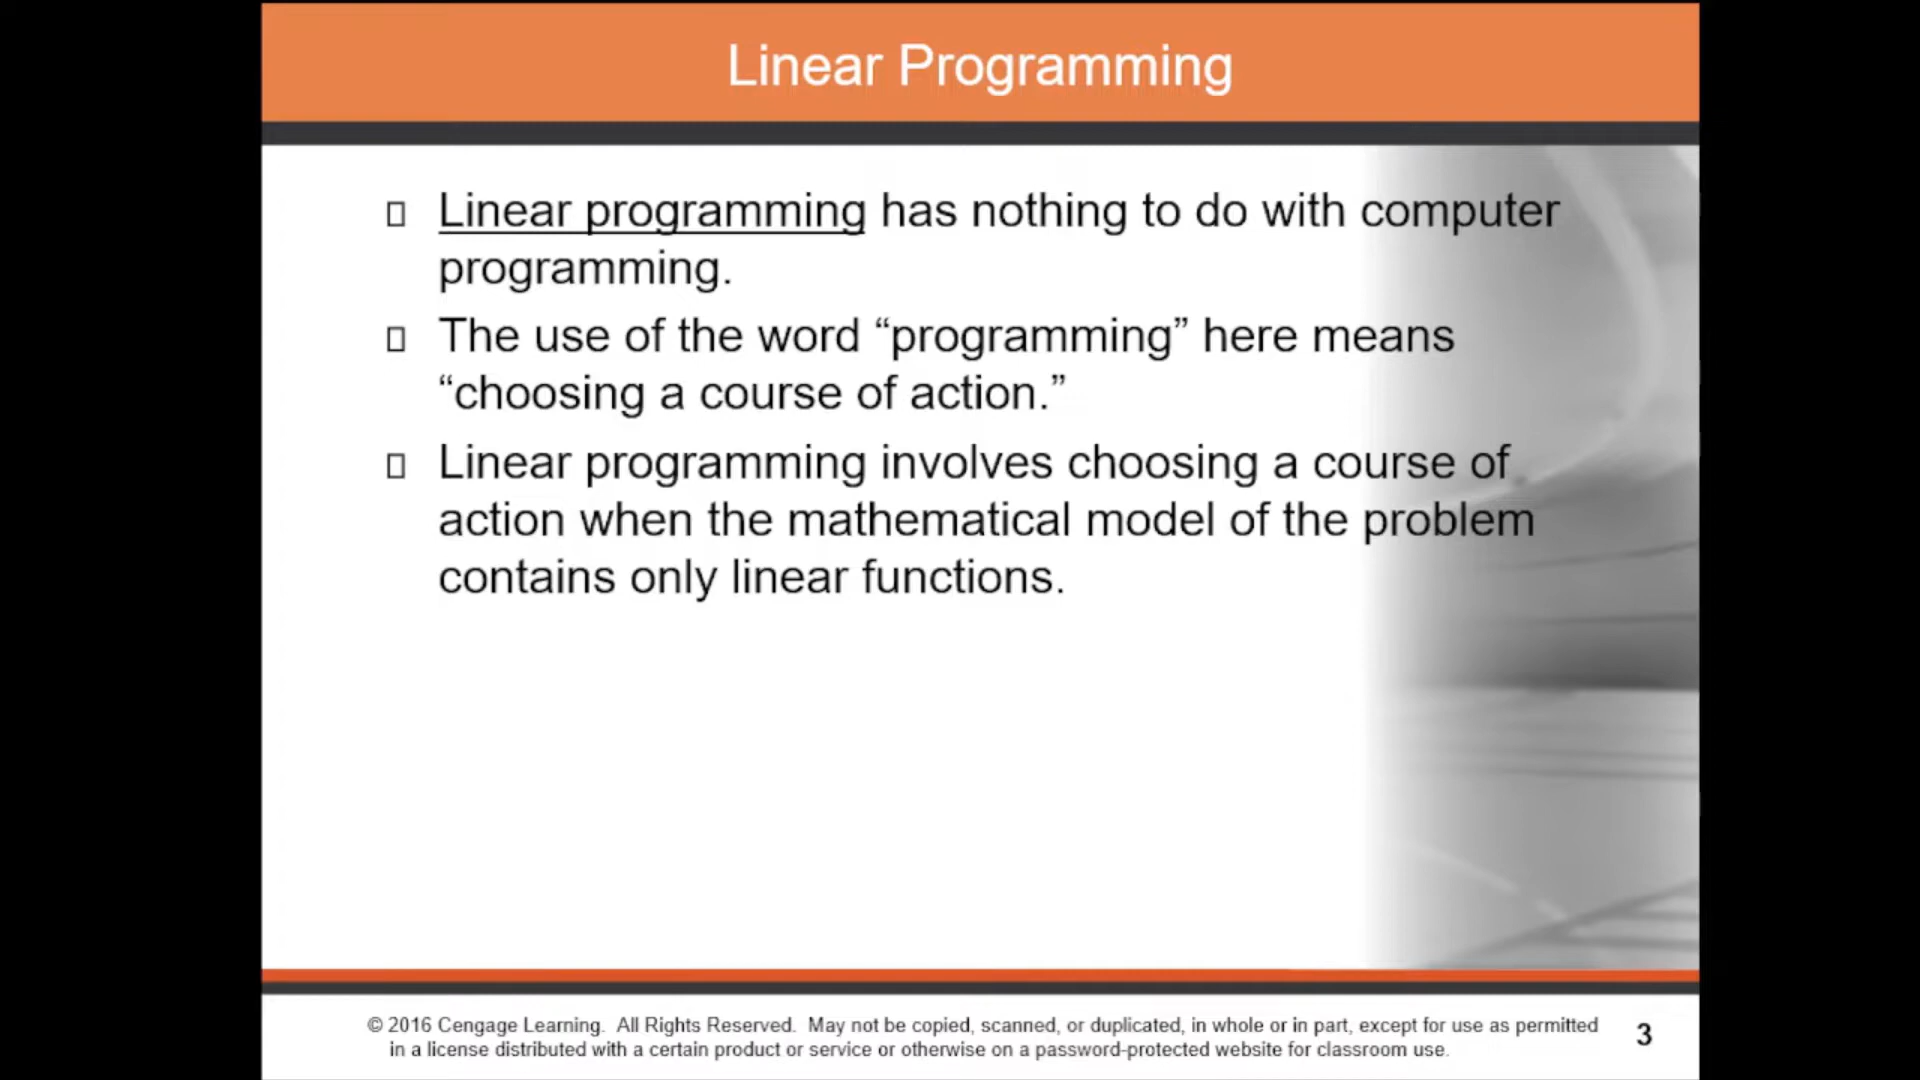 Linear Programming
Linear programming has nothing to do with computer
programming.
The use of the word “programming” here means
“choosing a course of action.”
Linear programming involves choosing a course of
action when the mathematical model of the problem
contains only linear functions.
© 2016 Cengage Learning. All Rights Reserved. May not be copied, scanned, or duplicated, in whole or in part, except for use as permitted
in a license distributed with a certain product or service or otherwise on a password-protected website for classroom use.
3